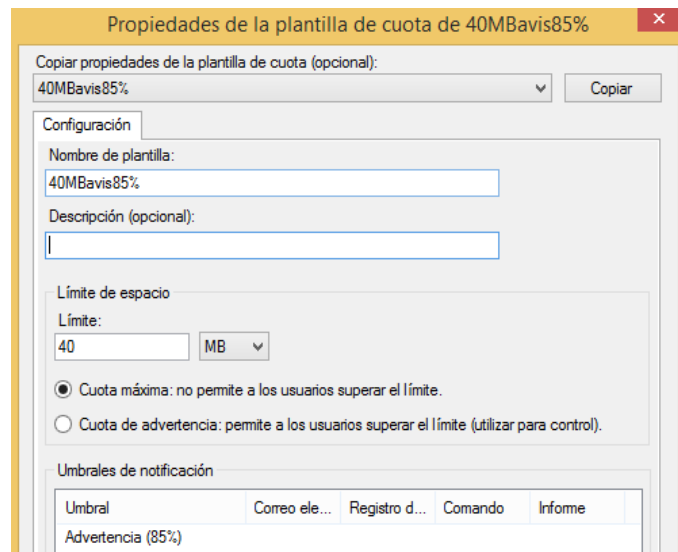 Propiedades de la plantilla de cuota de 40MBavis85%
Copiar propiedades de la plantilla de cuota (opcional):
40MBavis85%
Copiar
Configuración
Nombre de plantilla:
40MBavis85%
Descripción (opcional):
Límite de espacio
Límite:
40 MB
Cuota máxima: no permite a los usuarios superar el límite.
Cuota de advertencia: permite a los usuarios superar el límite (utilizar para control).
Umbrales de notificación
Umbral Correo ele... Registro d... Comando Informe
Advertencia (85%)